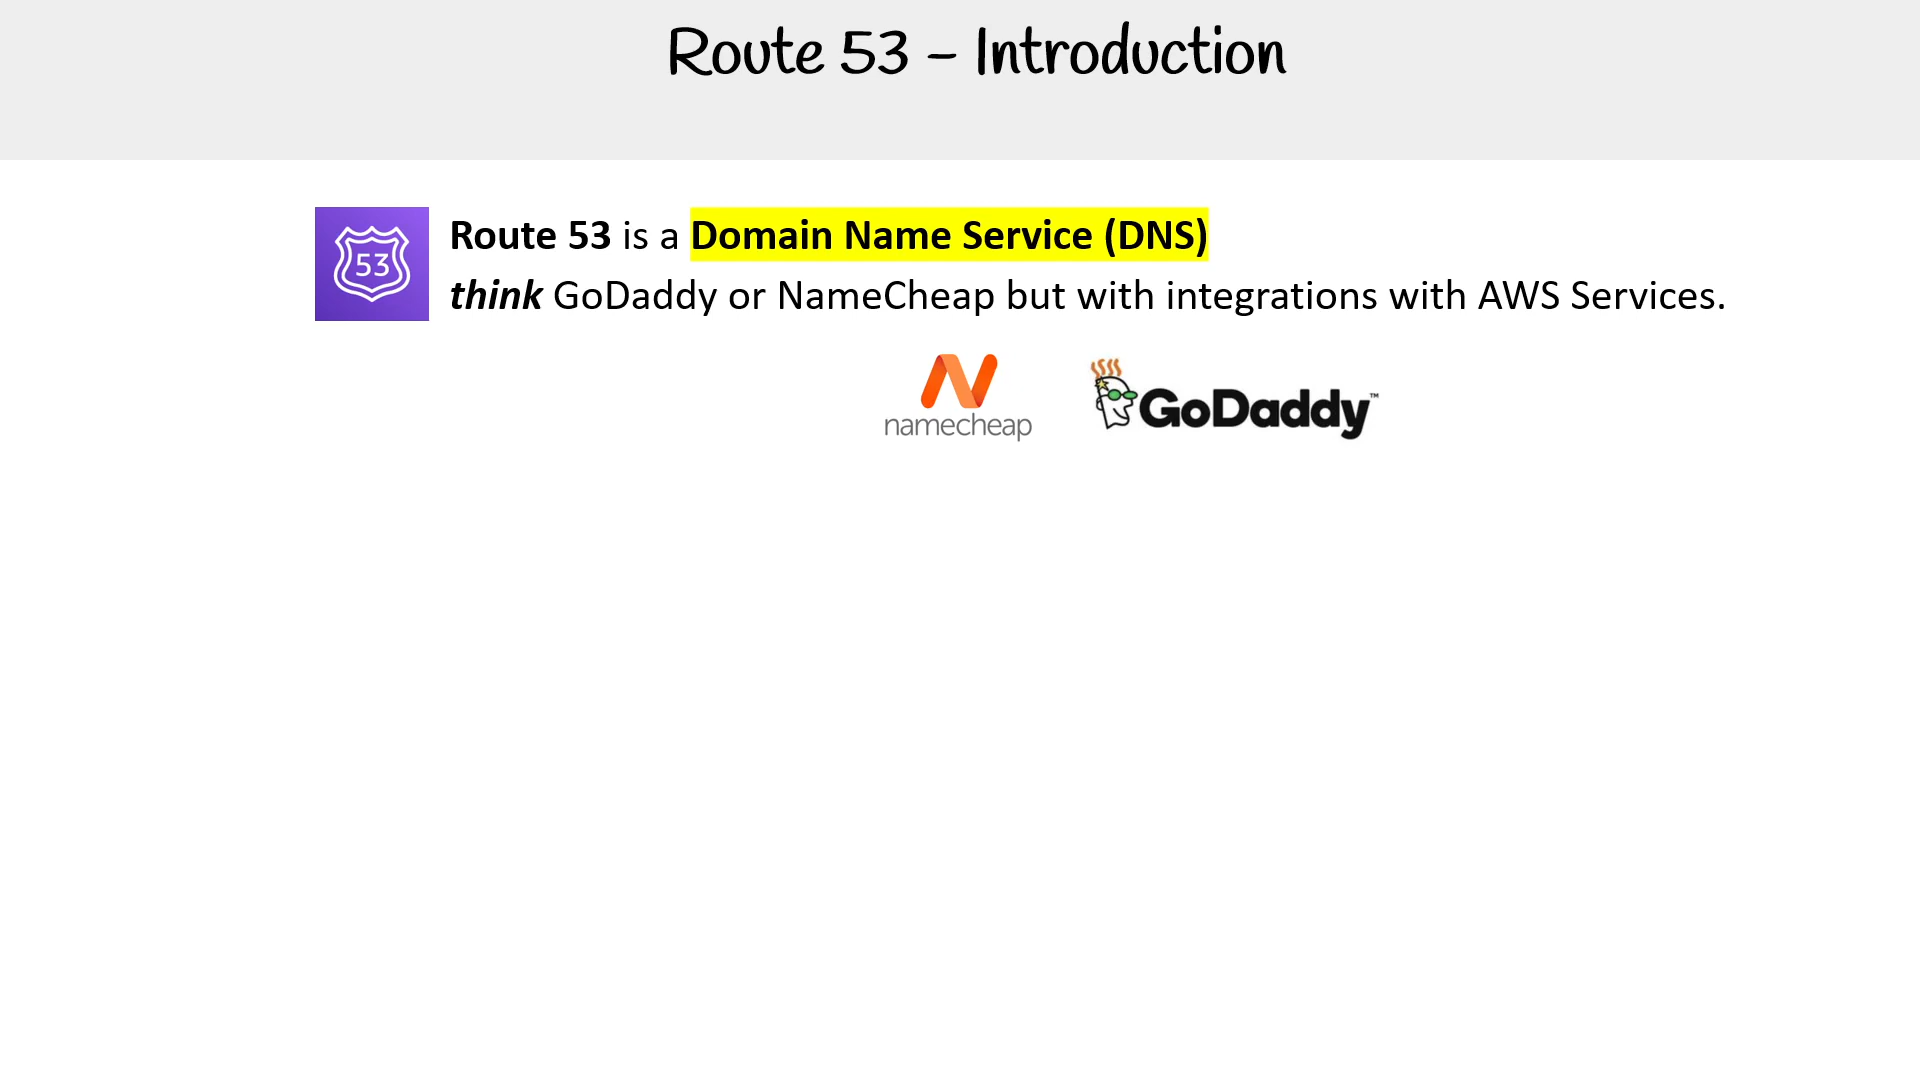 Route 53 – Introduction
53
Route 53 is a Domain Name Service (DNS)
think GoDaddy or NameCheap but with integrations with AWS Services.
namecheap
GoDaddy™